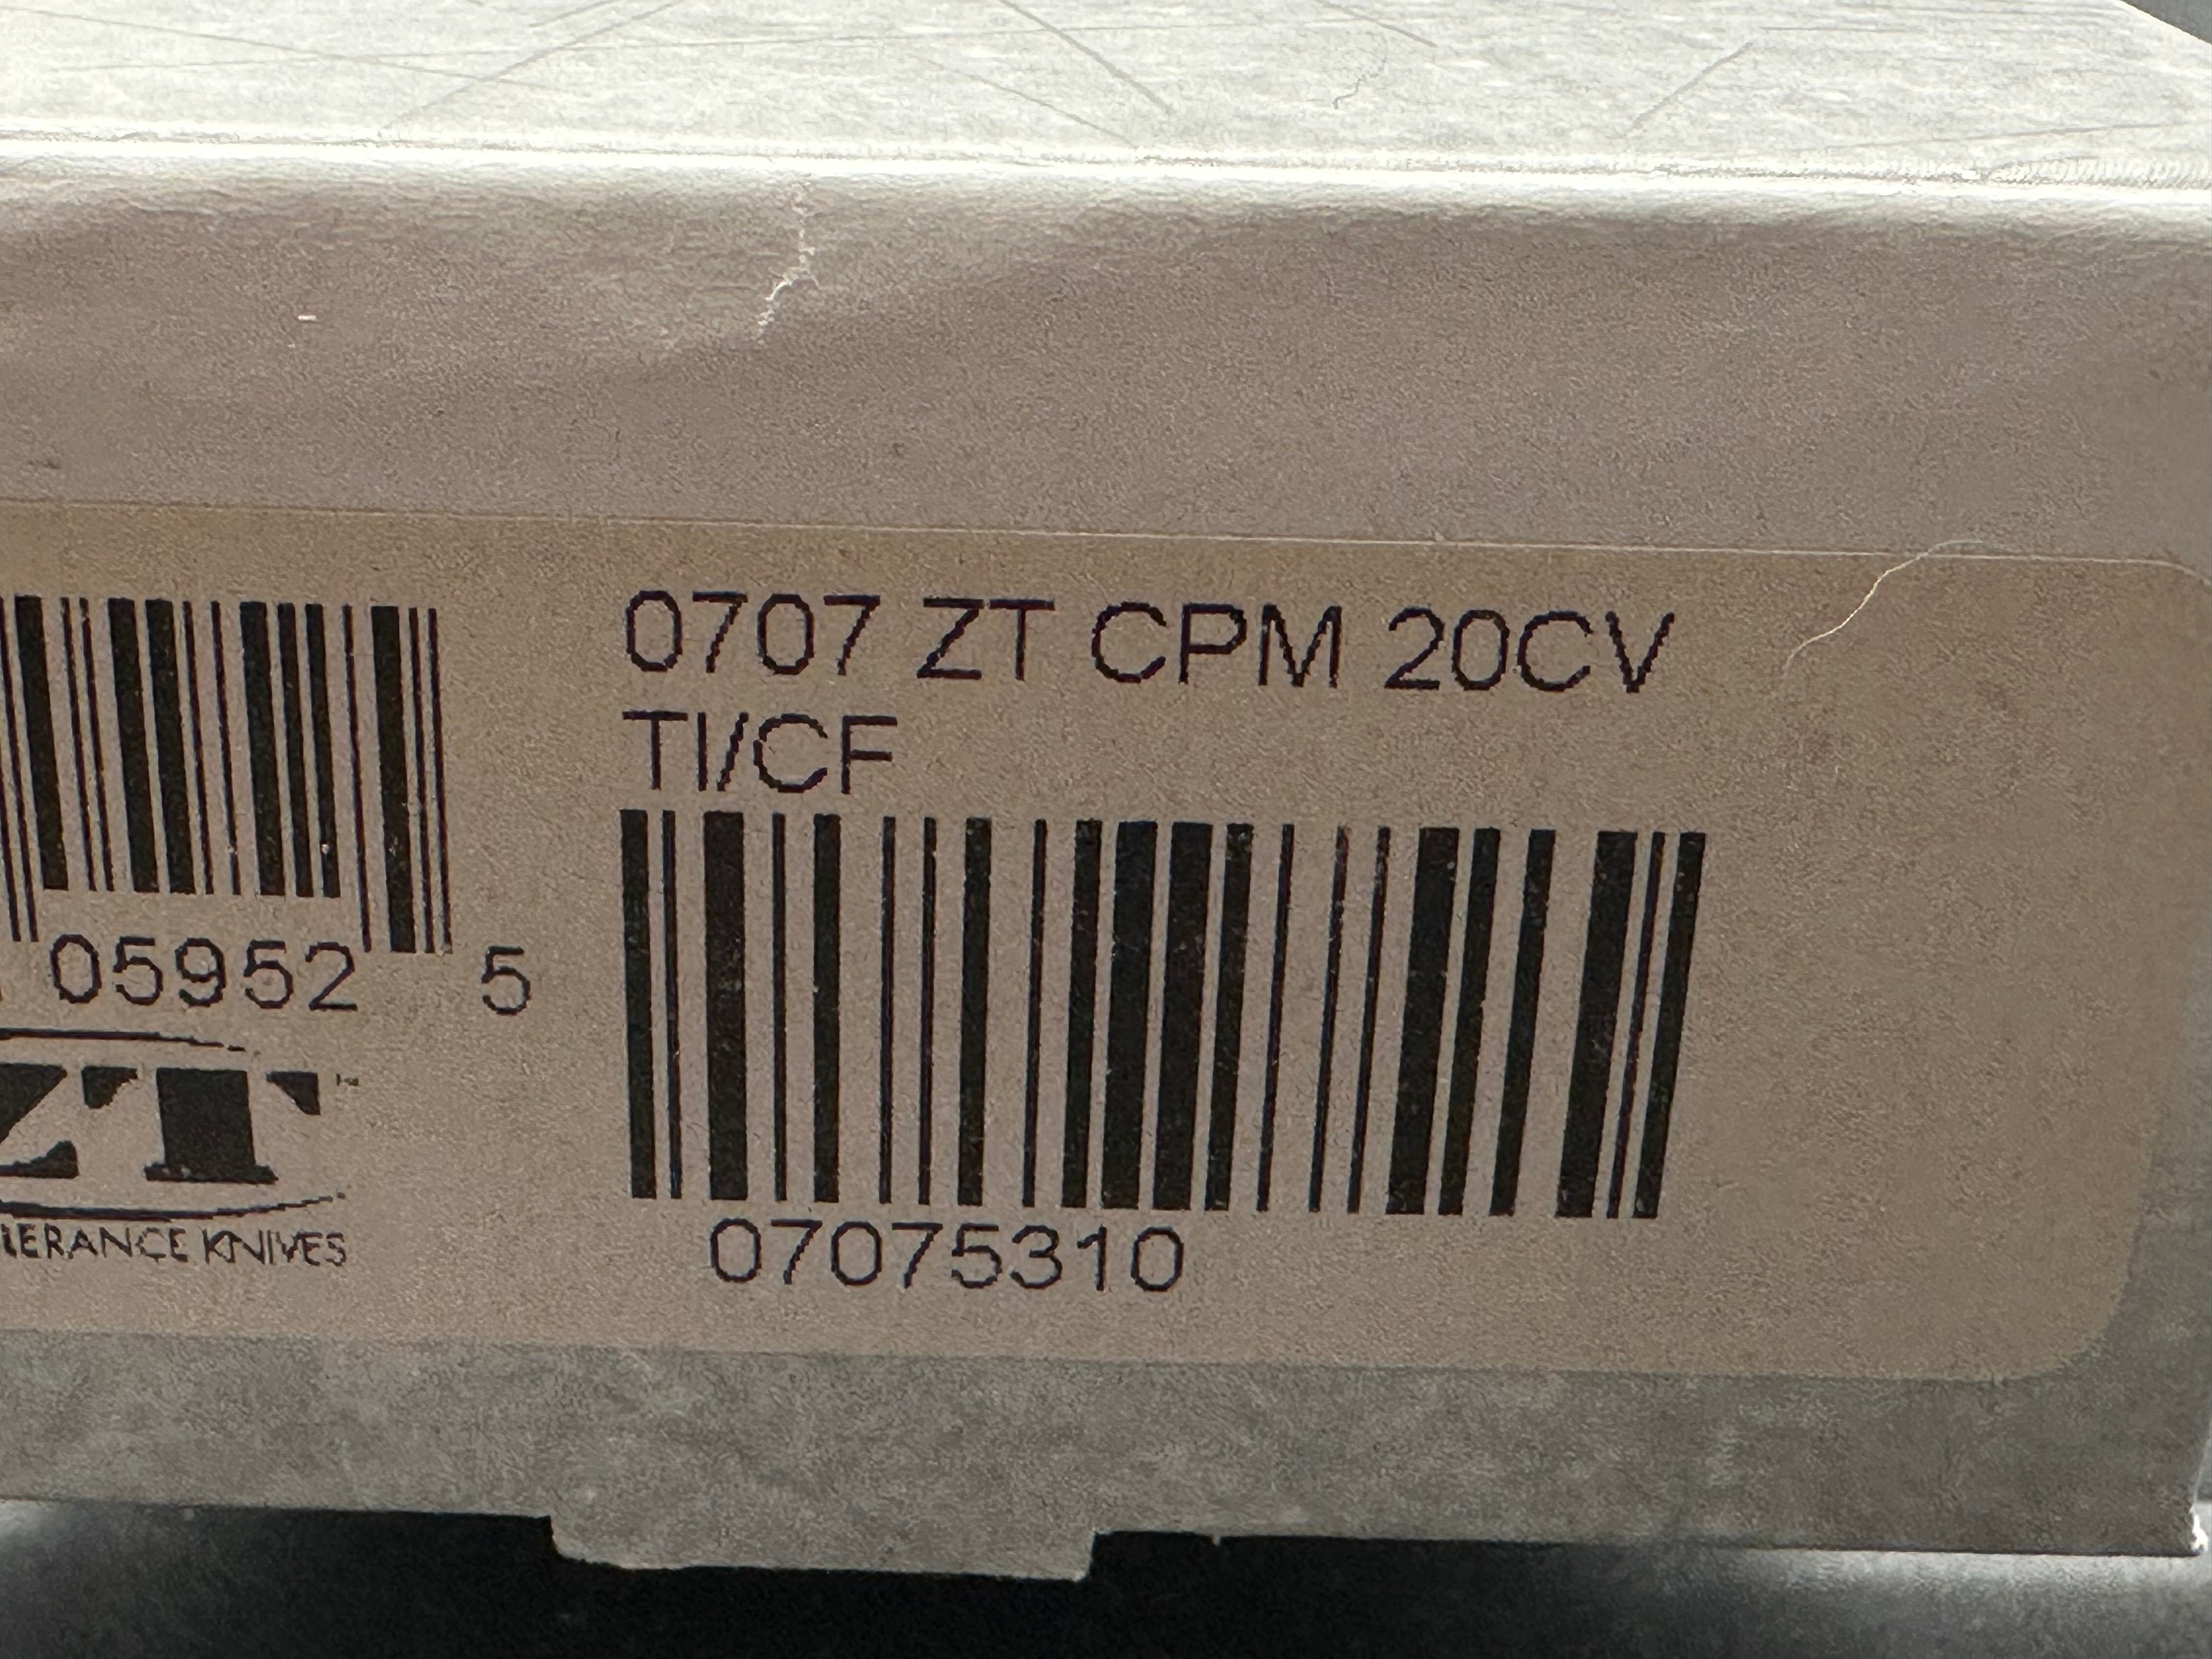 0707 ZT CPM 20CV
TI/CF
05952 5
ZT
07075310
KNIVES